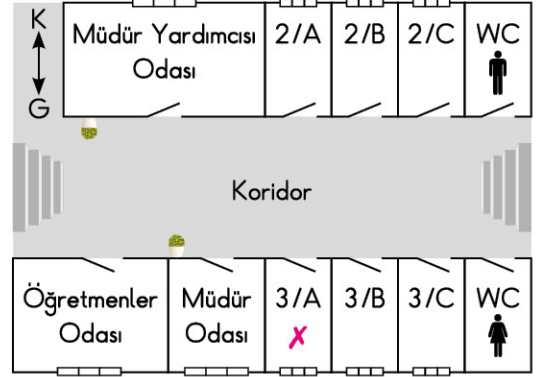 K
G
Müdür Yardımcısı
Odası
2/A
2/B
2/C
WC
Koridor
Öğretmenler
Odası
Müdür
Odası
3/A
3/B
3/C
WC